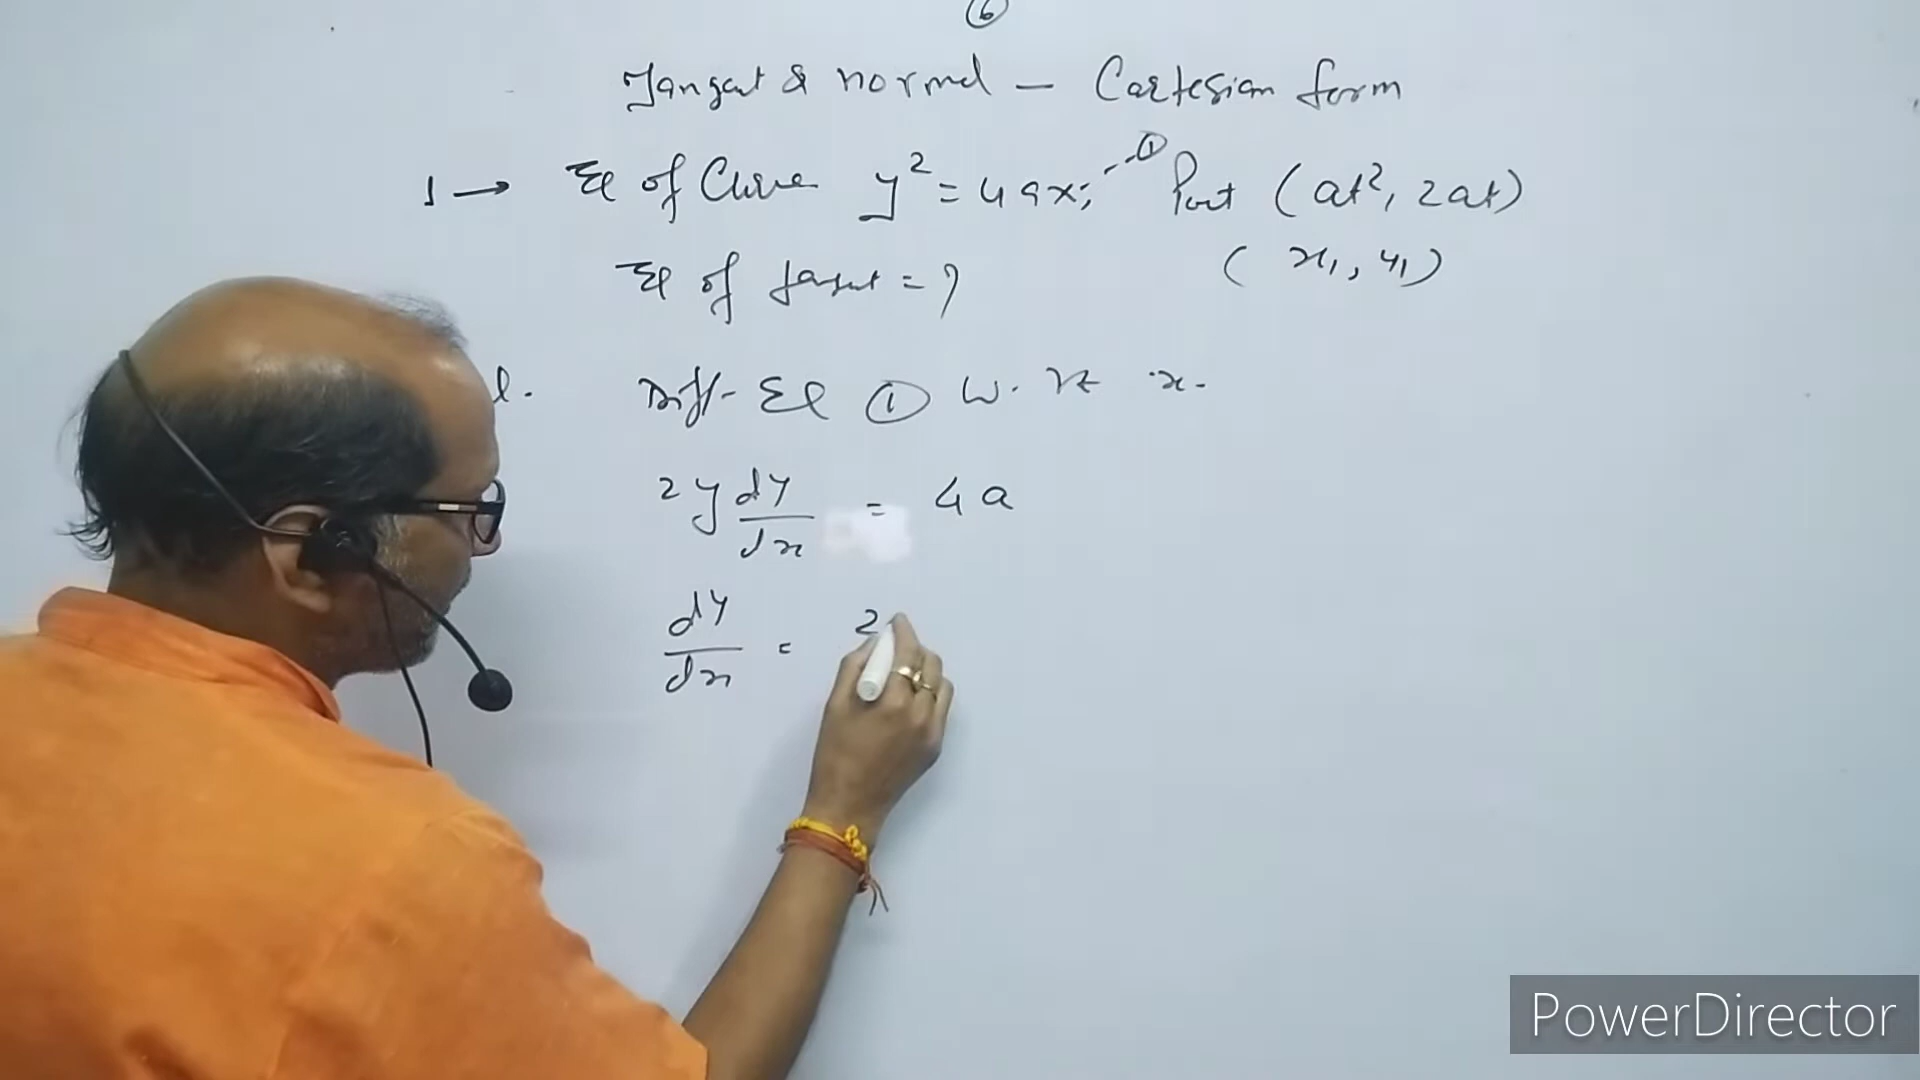 6
Tangent & normal — Cartesian form
1 → Eq of Curve y² = 4ax; --① Point (at², 2at)
Eq of tangent = ? (x₁, y₁)
l. Diff- Eq ① w.rt x.
2y dy/dx = 4a
dy/dx = 2
PowerDirector